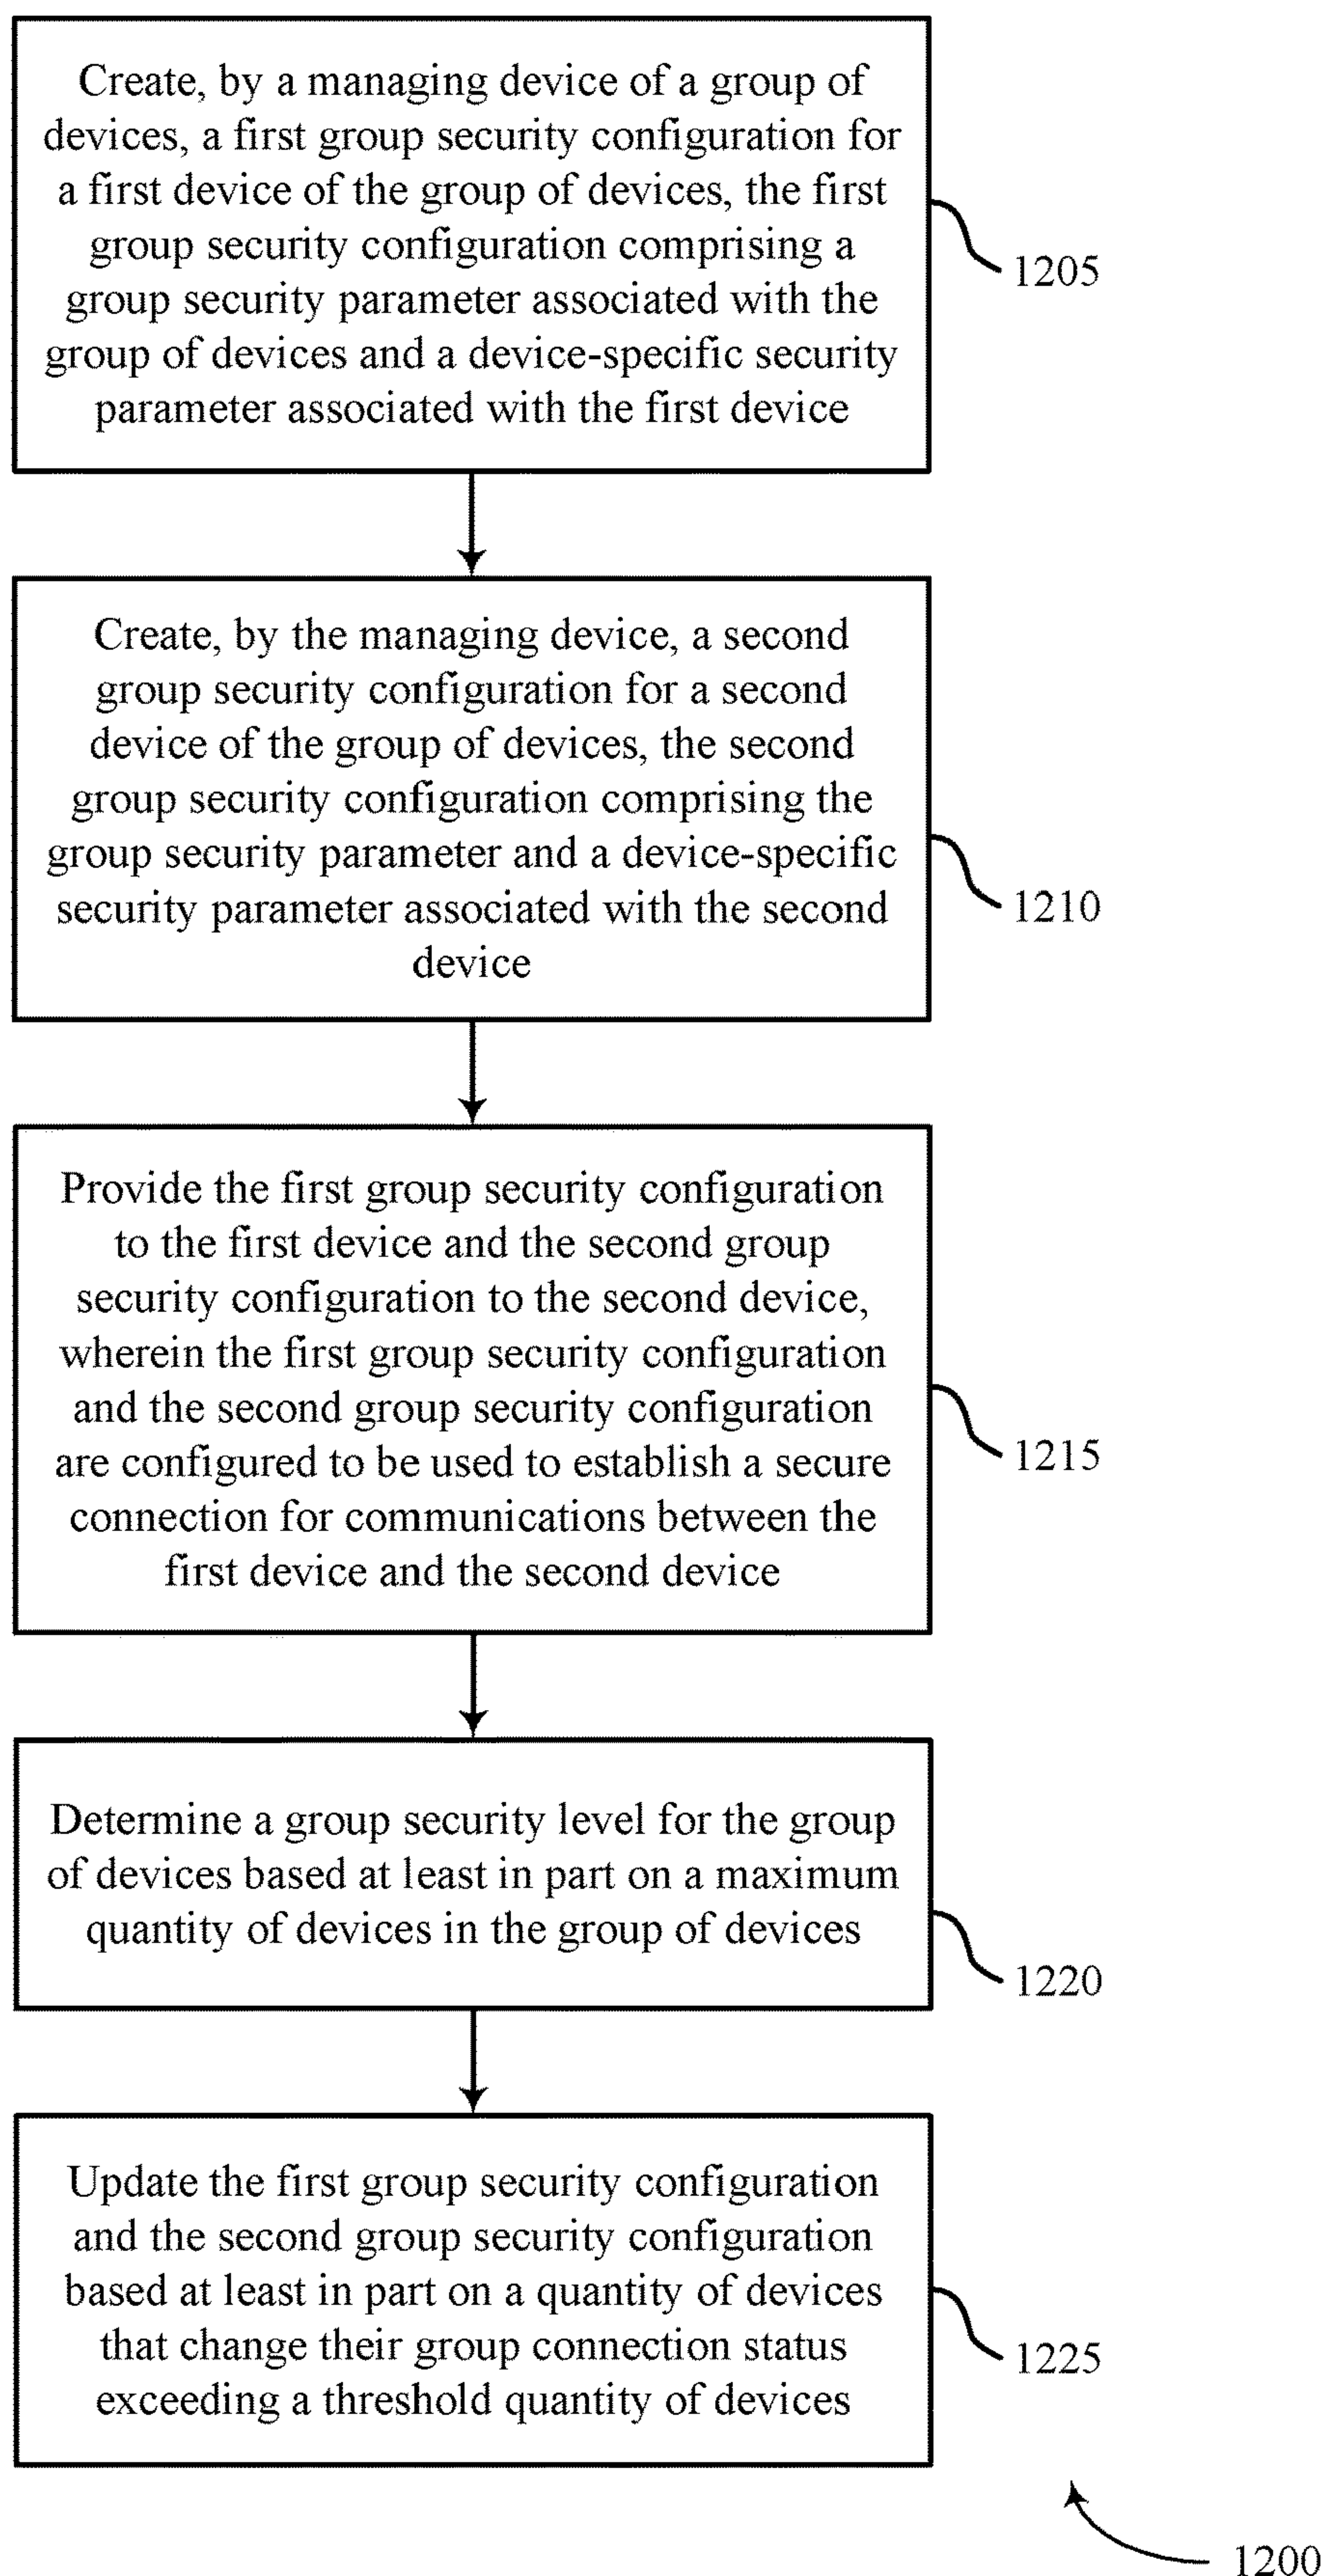 Create, by a managing device of a group of
devices, a first group security configuration for
a first device of the group of devices, the first
group security configuration comprising a
group security parameter associated with the
group of devices and a device-specific security
parameter associated with the first device
1205
Create, by the managing device, a second
group security configuration for a second
device of the group of devices, the second
group security configuration comprising the
group security parameter and a device-specific
security parameter associated with the second
device
1210
Provide the first group security configuration
to the first device and the second group
security configuration to the second device,
wherein the first group security configuration
and the second group security configuration
are configured to be used to establish a secure
connection for communications between the
first device and the second device
1215
Determine a group security level for the group
of devices based at least in part on a maximum
quantity of devices in the group of devices
1220
Update the first group security configuration
and the second group security configuration
based at least in part on a quantity of devices
that change their group connection status
exceeding a threshold quantity of devices
1225
1200